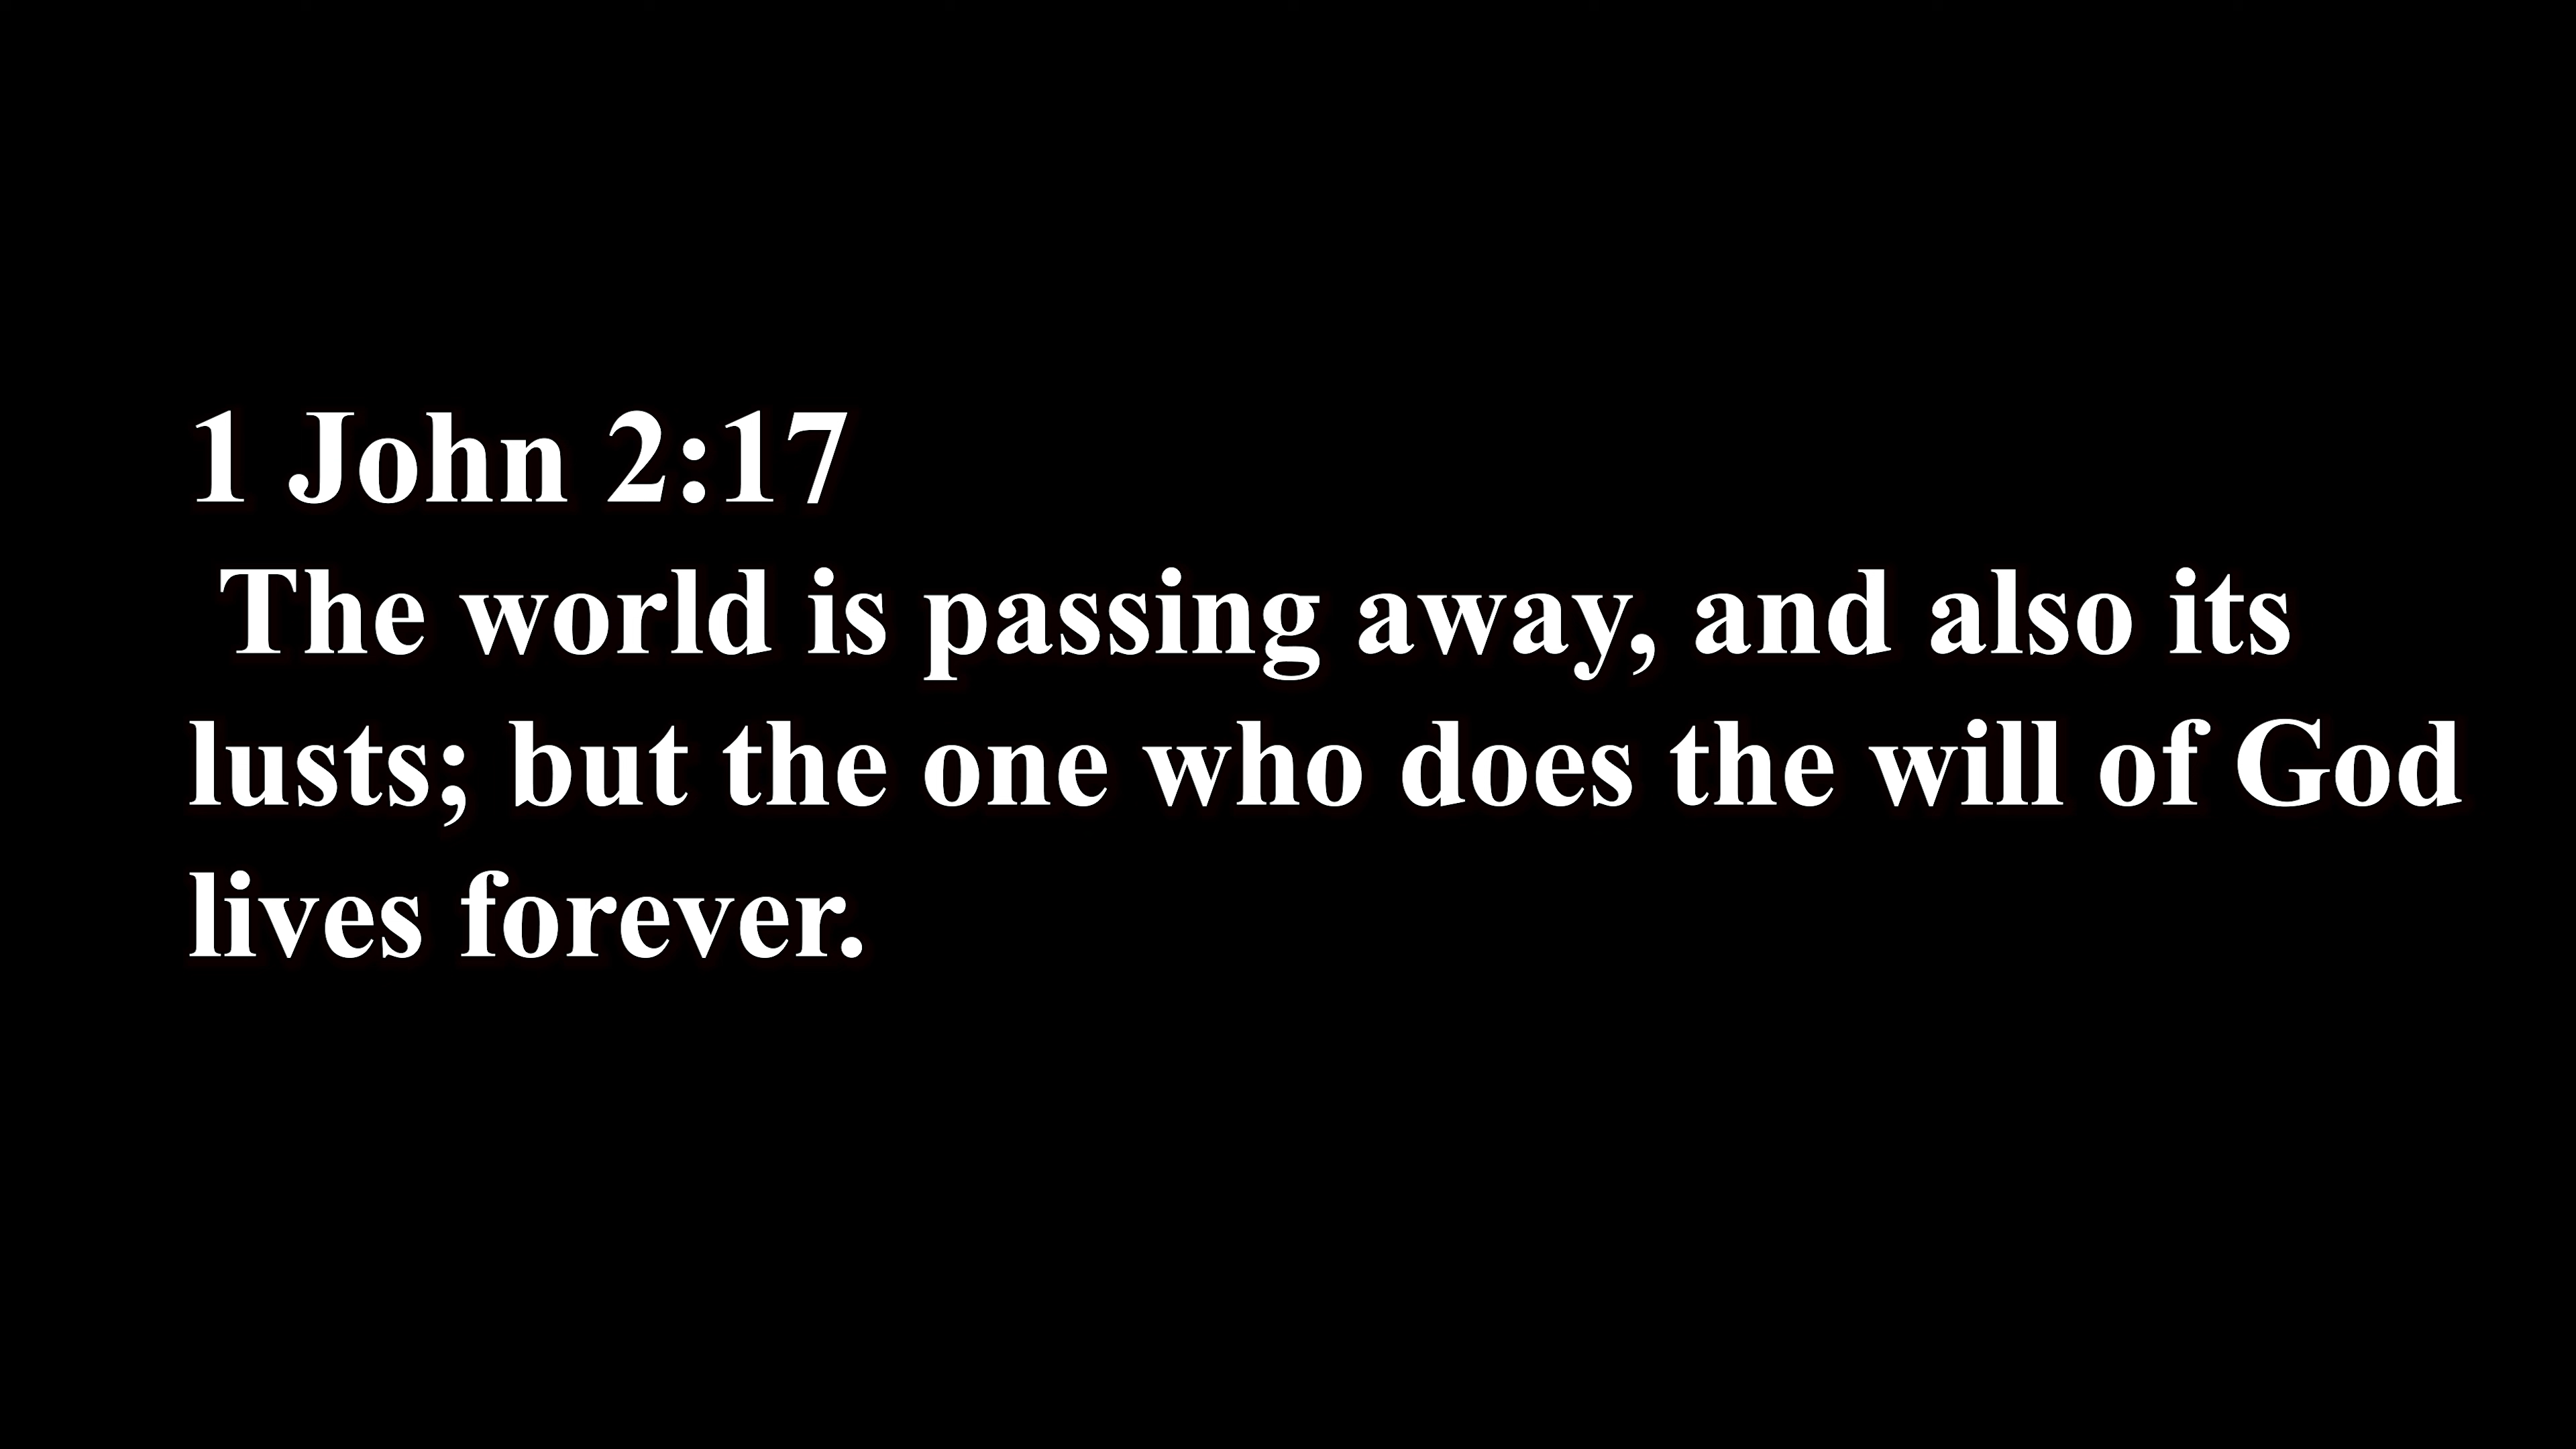 1 John 2:17
The world is passing away, and also its
lusts; but the one who does the will of God
lives forever.